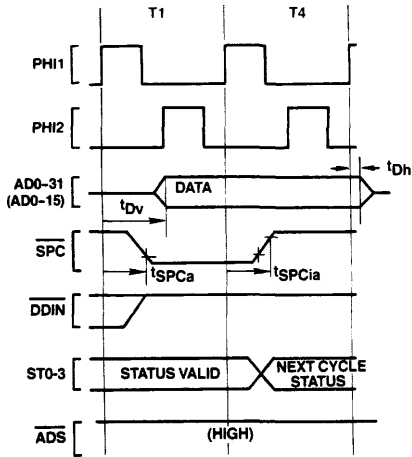 T1 T4
PHI1
PHI2
AD0-31
(AD0-15)
DATA
tDv
tDh
SPC
tSPCa
tSPCia
DDIN
ST0-3
STATUS VALID
NEXT CYCLE
STATUS
ADS
(HIGH)